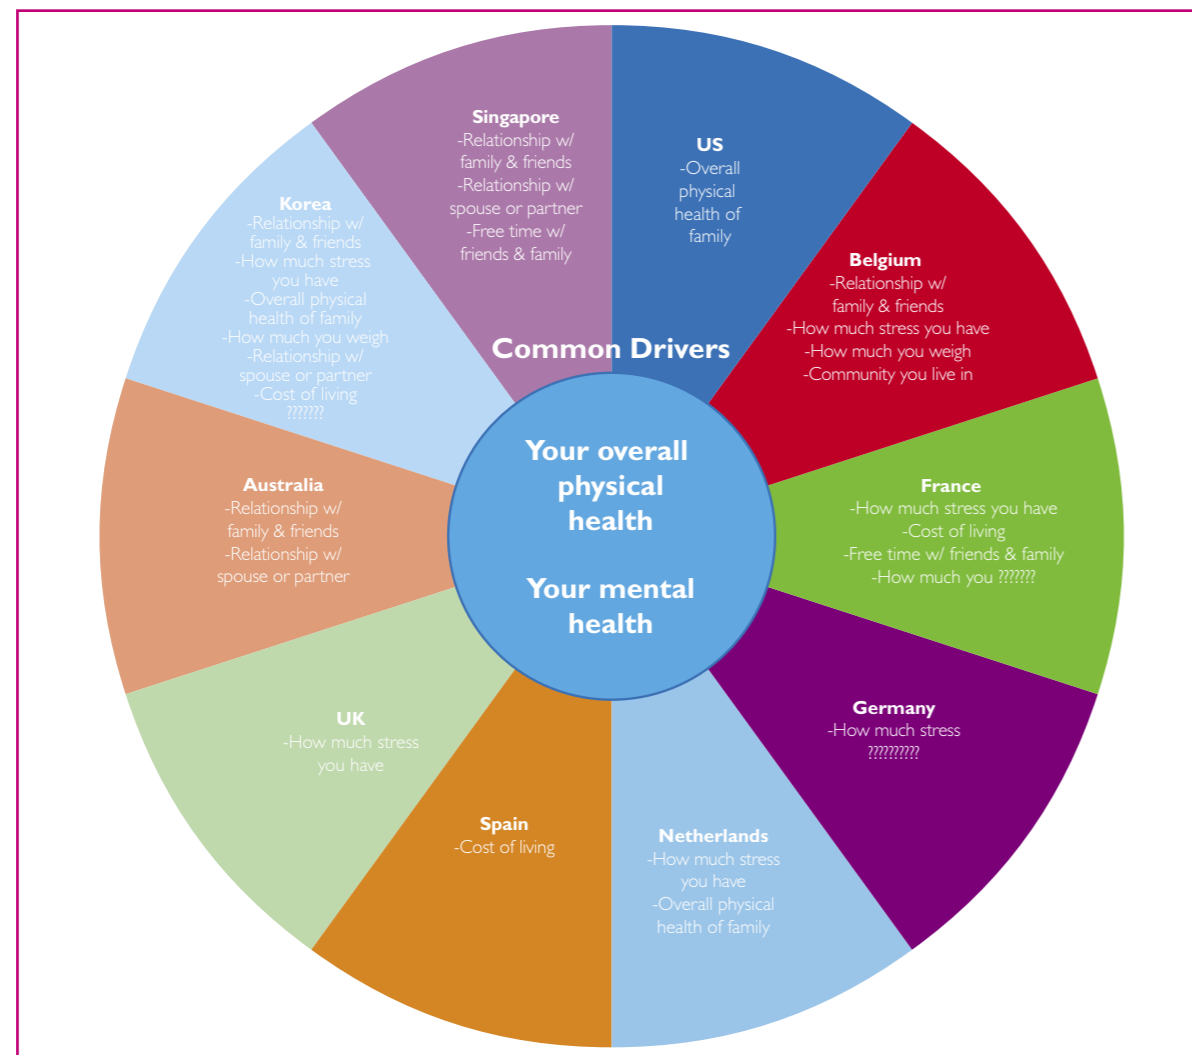 Singapore
-Relationship w/
family & friends
-Relationship w/
spouse or partner
-Free time w/
friends & family
US
-Overall
physical
health of
family
Korea
-Relationship w/
family & friends
-How much stress
you have
-Overall physical
health of family
-How much you weigh
-Relationship w/
spouse or partner
-Cost of living
???????
Belgium
-Relationship w/
family & friends
-How much stress you have
-How much you weigh
-Community you live in
Common Drivers
Your overall
physical
health
Your mental
health
Australia
-Relationship w/
family & friends
-Relationship w/
spouse or partner
France
-How much stress you have
-Cost of living
-Free time w/ friends & family
-How much you ???????
UK
-How much stress
you have
Germany
-How much stress
??????????
Spain
-Cost of living
Netherlands
-How much stress
you have
-Overall physical
health of family